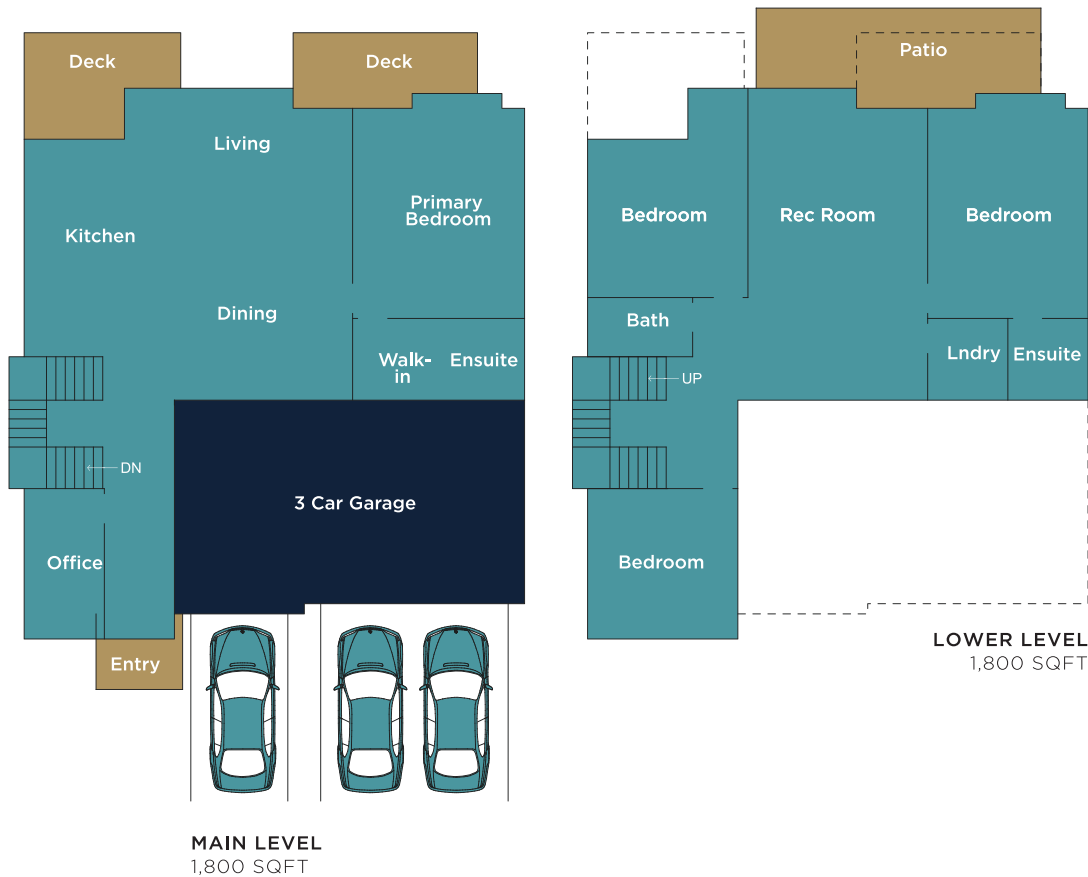 Deck
Deck
Living
Primary
Bedroom
Kitchen
Dining
Walk-
in
Ensuite
DN
3 Car Garage
Office
Entry
MAIN LEVEL
1,800 SQFT
Patio
Bedroom
Rec Room
Bedroom
Bath
Lndry
Ensuite
UP
Bedroom
LOWER LEVEL
1,800 SQFT